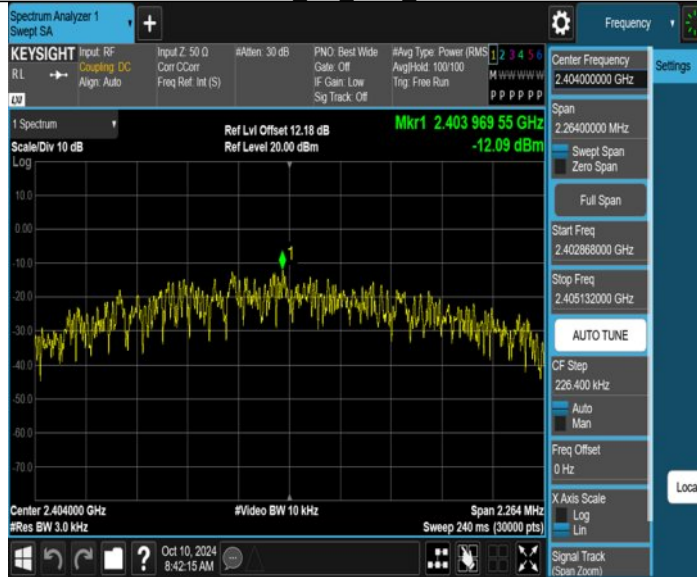 Spectrum Analyzer 1
Swept SA
Frequency
KEYSIGHT
RL
LXI
Input: RF
Coupling: DC
Align: Auto
Input Z: 50 Ω
Corr CCorr
Freq Ref: Int (S)
#Atten: 30 dB
PNO: Best Wide
Gate: Off
IF Gain: Low
Sig Track: Off
#Avg Type: Power (RMS
Avg|Hold: 100/100
Trig: Free Run
1 2 3 4 5 6
M W W W W W
P P P P P P
1 Spectrum
Scale/Div 10 dB
Log
Ref Lvl Offset 12.18 dB
Ref Level 20.00 dBm
Mkr1 2.403 969 55 GHz
-12.09 dBm
1
10.0
0.00
-10.0
-20.0
-30.0
-40.0
-50.0
-70.0
Center 2.404000 GHz
#Res BW 3.0 kHz
#Video BW 10 kHz
Span 2.264 MHz
Sweep 240 ms (30000 pts)
Oct 10, 2024
8:42:15 AM
Center Frequency
2.404000000 GHz
Span
2.26400000 MHz
Swept Span
Zero Span
Full Span
Start Freq
2.402868000 GHz
Stop Freq
2.405132000 GHz
AUTO TUNE
CF Step
226.400 kHz
Auto
Man
Freq Offset
0 Hz
X Axis Scale
Log
Lin
Signal Track
(Span Zoom)
Settings
Loca